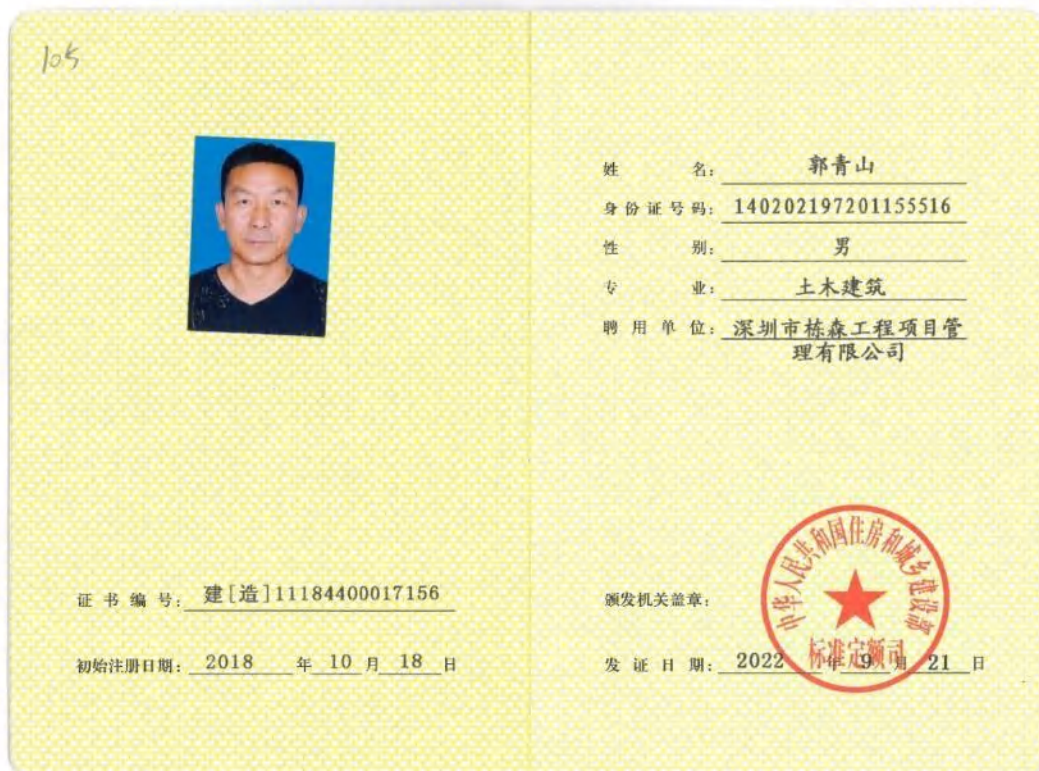 105
姓 名: 郭青山
身份证号码: 140202197201155516
性 别: 男
专 业: 土木建筑
聘用单位: 深圳市栋森工程项目管
理有限公司
证书编号: 建[造]11184400017156
初始注册日期: 2018 年 10 月 18 日
颁发机关盖章:
中华人民共和国住房和城乡建设部
标准定额司
发证日期: 2022 年 9 月 21 日